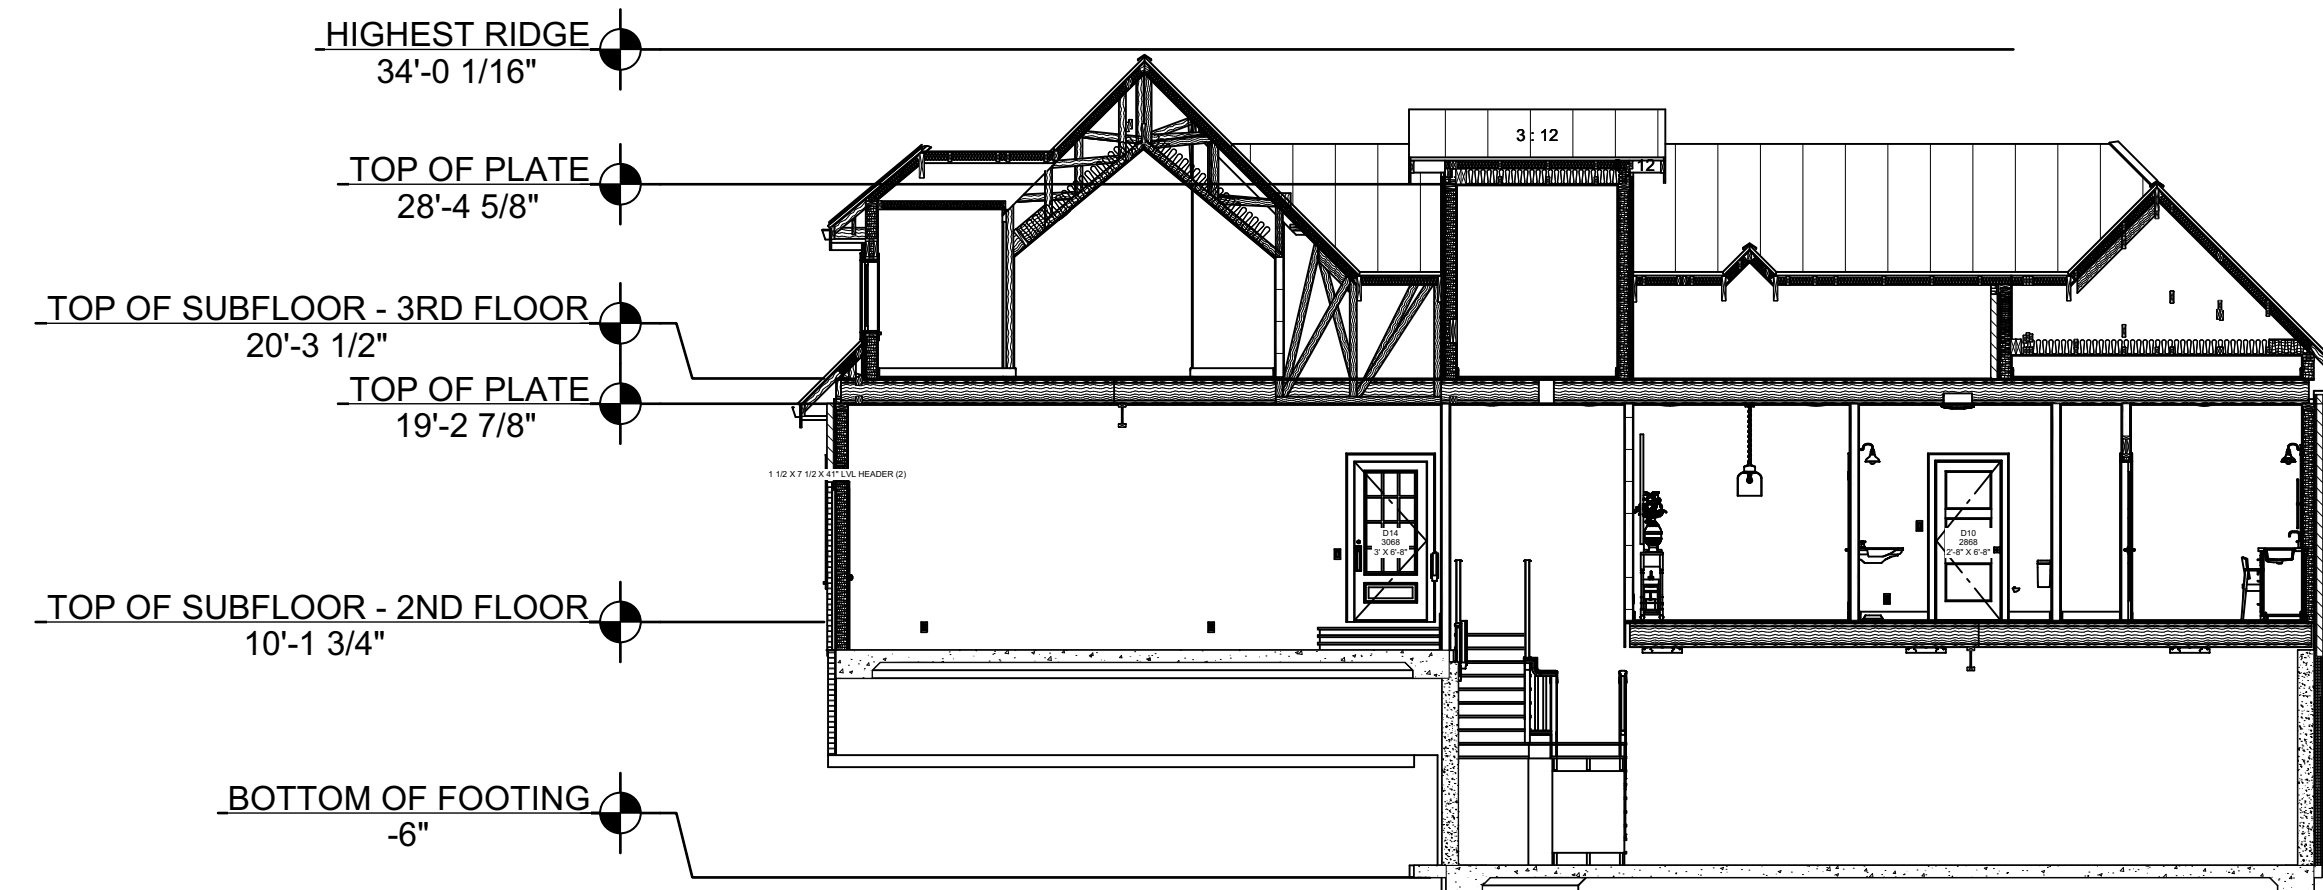 HIGHEST RIDGE
34'-0 1/16"
3 : 12
12
TOP OF PLATE
28'-4 5/8"
TOP OF SUBFLOOR - 3RD FLOOR
20'-3 1/2"
TOP OF PLATE
19'-2 7/8"
1 1/2 X 7 1/2 X 41" LVL HEADER (2)
D14
3068
3' X 6'-8"
D10
2868
2'-8" X 6'-8"
TOP OF SUBFLOOR - 2ND FLOOR
10'-1 3/4"
BOTTOM OF FOOTING
-6"